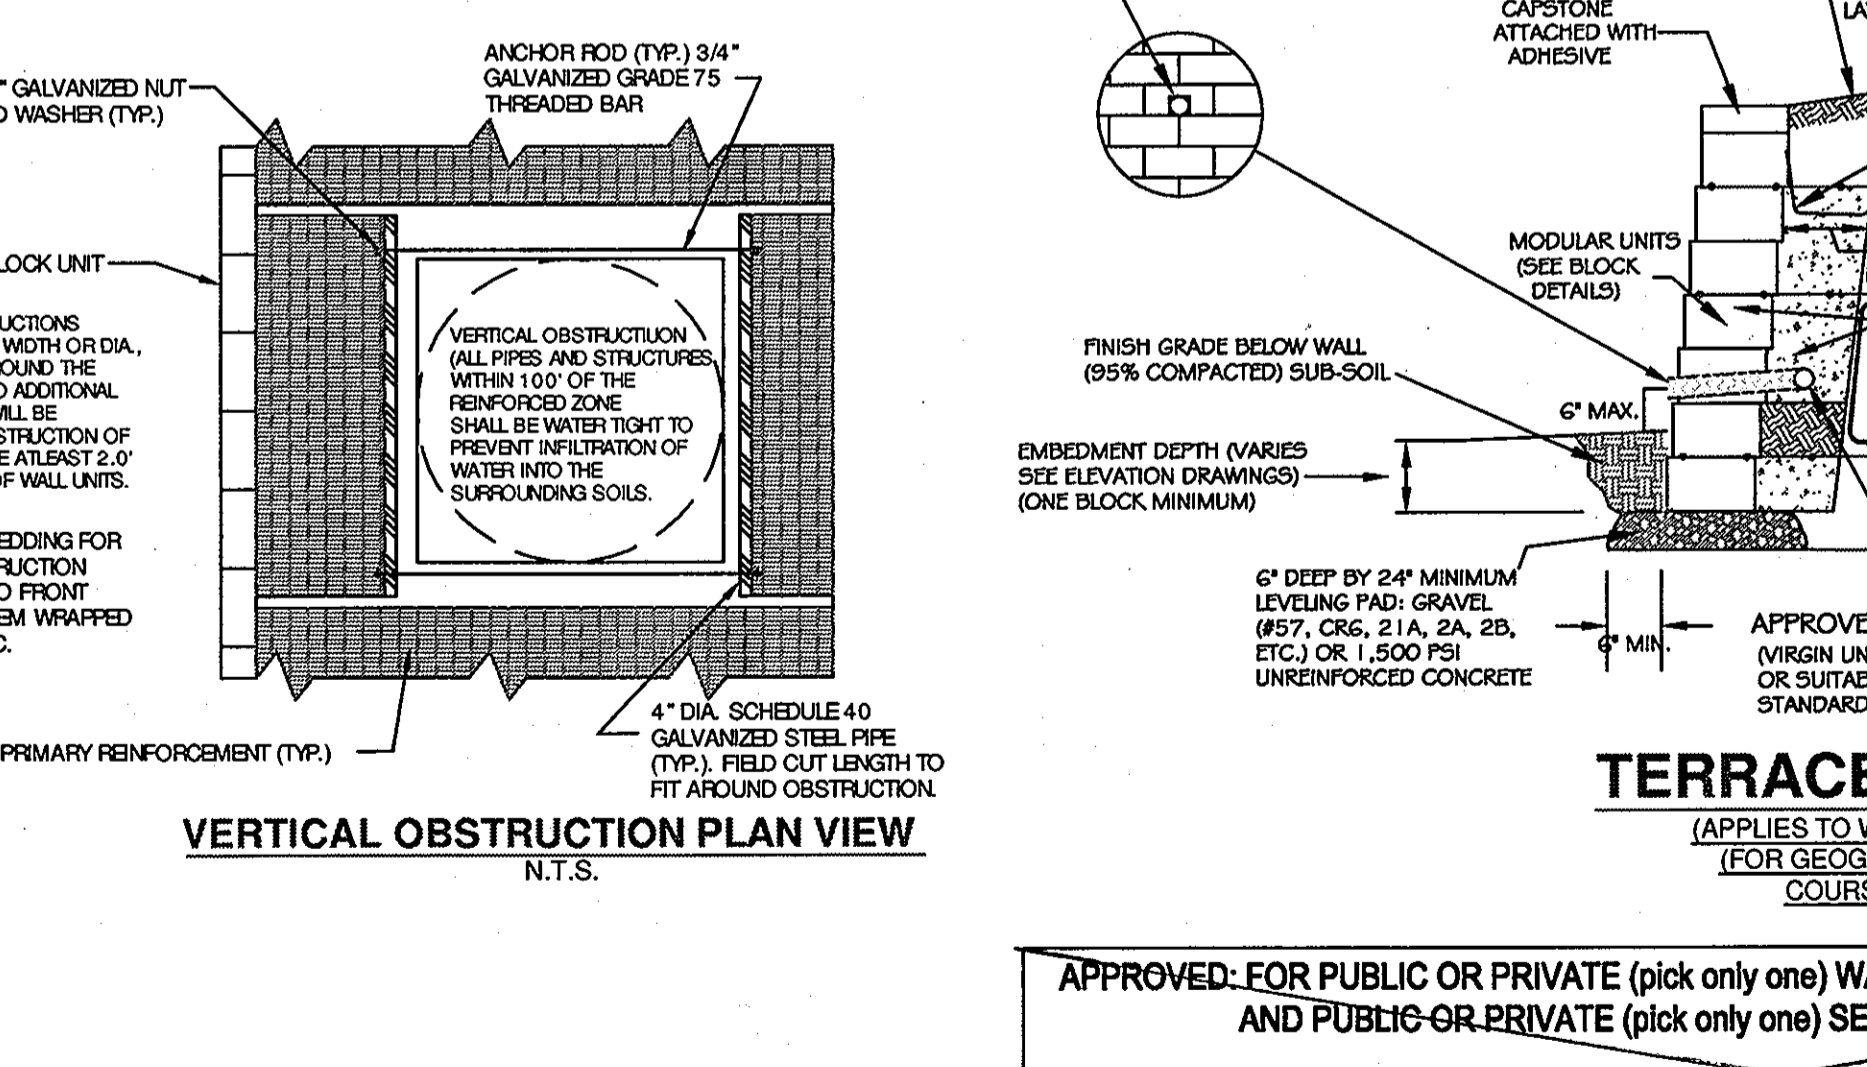 ANCHOR ROD (TYP.) 3/4"
GALVANIZED GRADE 75
THREADED BAR
" GALVANIZED NUT
WASHER (TYP.)
LOCK UNIT
WIDTH OR DIA.,
THE
ADDITIONAL
BE
OF
ATLEAST 2.0'
OF WALL UNITS.
FOR
FRONT
WRAPPED
VERTICAL OBSTRUCTIUON
(ALL PIPES AND STRUCTURES
WITHIN 100' OF THE
REINFORCED ZONE
SHALL BE WATER TIGHT TO
PREVENT INFILTRATION OF
WATER INTO THE
SURROUNDING SOILS.
PRIMARY REINFORCEMENT (TYP.)
4" DIA. SCHEDULE 40
GALVANIZED STEEL PIPE
(TYP.). FIELD CUT LENGTH TO
FIT AROUND OBSTRUCTION.
VERTICAL OBSTRUCTION PLAN VIEW
N.T.S.
CAPSTONE
ATTACHED WITH
ADHESIVE
MODULAR UNITS
(SEE BLOCK
DETAILS)
FINISH GRADE BELOW WALL
(95% COMPACTED) SUB-SOIL
6" MAX.
EMBEDMENT DEPTH (VARIES
SEE ELEVATION DRAWINGS)
(ONE BLOCK MINIMUM)
6" DEEP BY 24" MINIMUM
LEVELING PAD: GRAVEL
(#57, CR6, 21A, 2A, 2B,
ETC.) OR 1,500 PSI
UNREINFORCED CONCRETE
6" MIN.
APPROVE
(VIRGIN UN
OR SUITAB
STANDARD
TERRACE
(APPLIES TO W
(FOR GEOG
COURS
APPROVED: FOR PUBLIC OR PRIVATE (pick only one) WA
AND PUBLIC OR PRIVATE (pick only one) SE